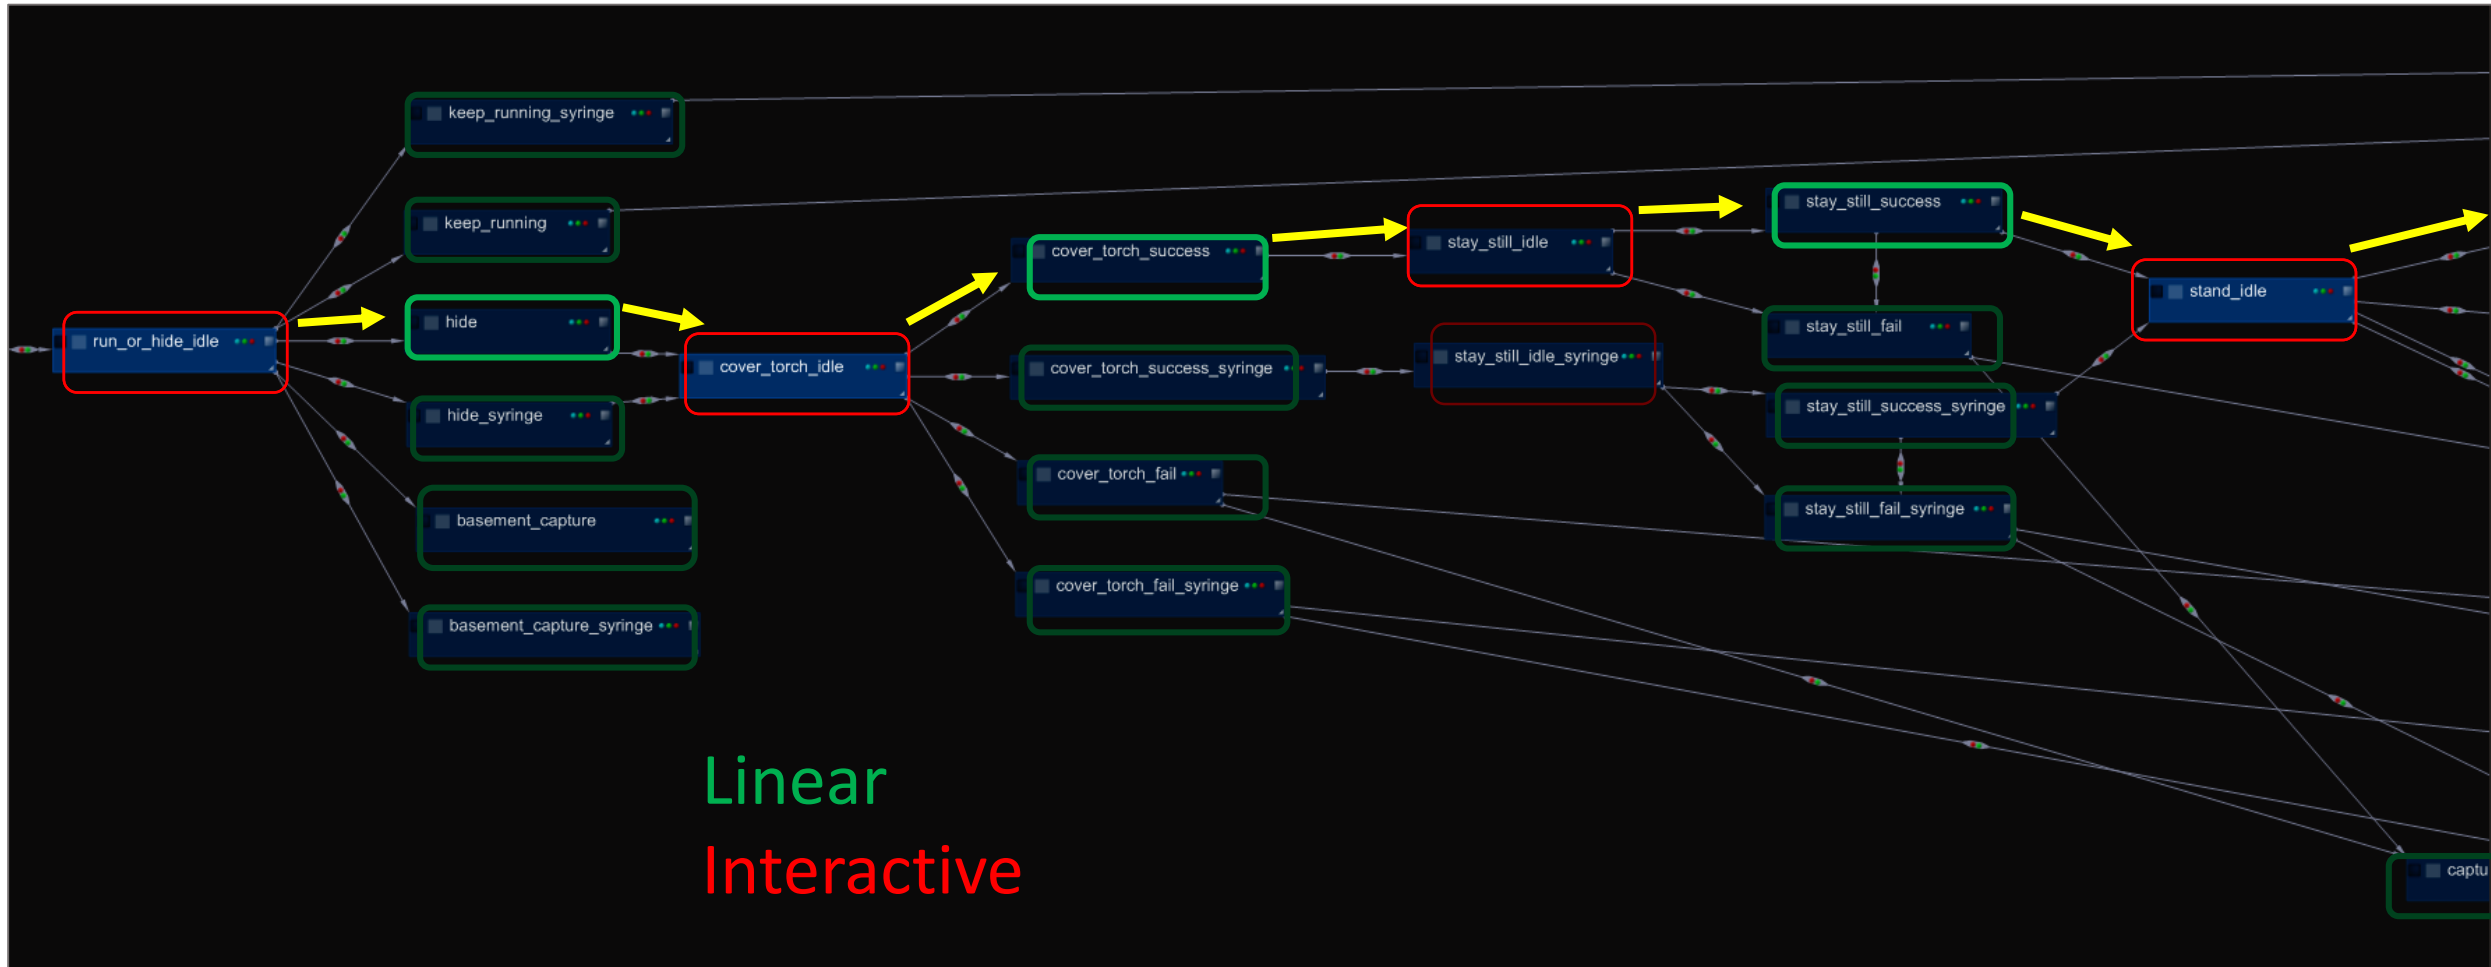 keep_running_syringe
keep_running
hide
run_or_hide_idle
hide_syringe
basement_capture
basement_capture_syringe
cover_torch_idle
cover_torch_success
cover_torch_success_syringe
cover_torch_fail
cover_torch_fail_syringe
stay_still_idle
stay_still_idle_syringe
stay_still_success
stay_still_fail
stay_still_success_syringe
stay_still_fail_syringe
stand_idle
captu
Linear
Interactive